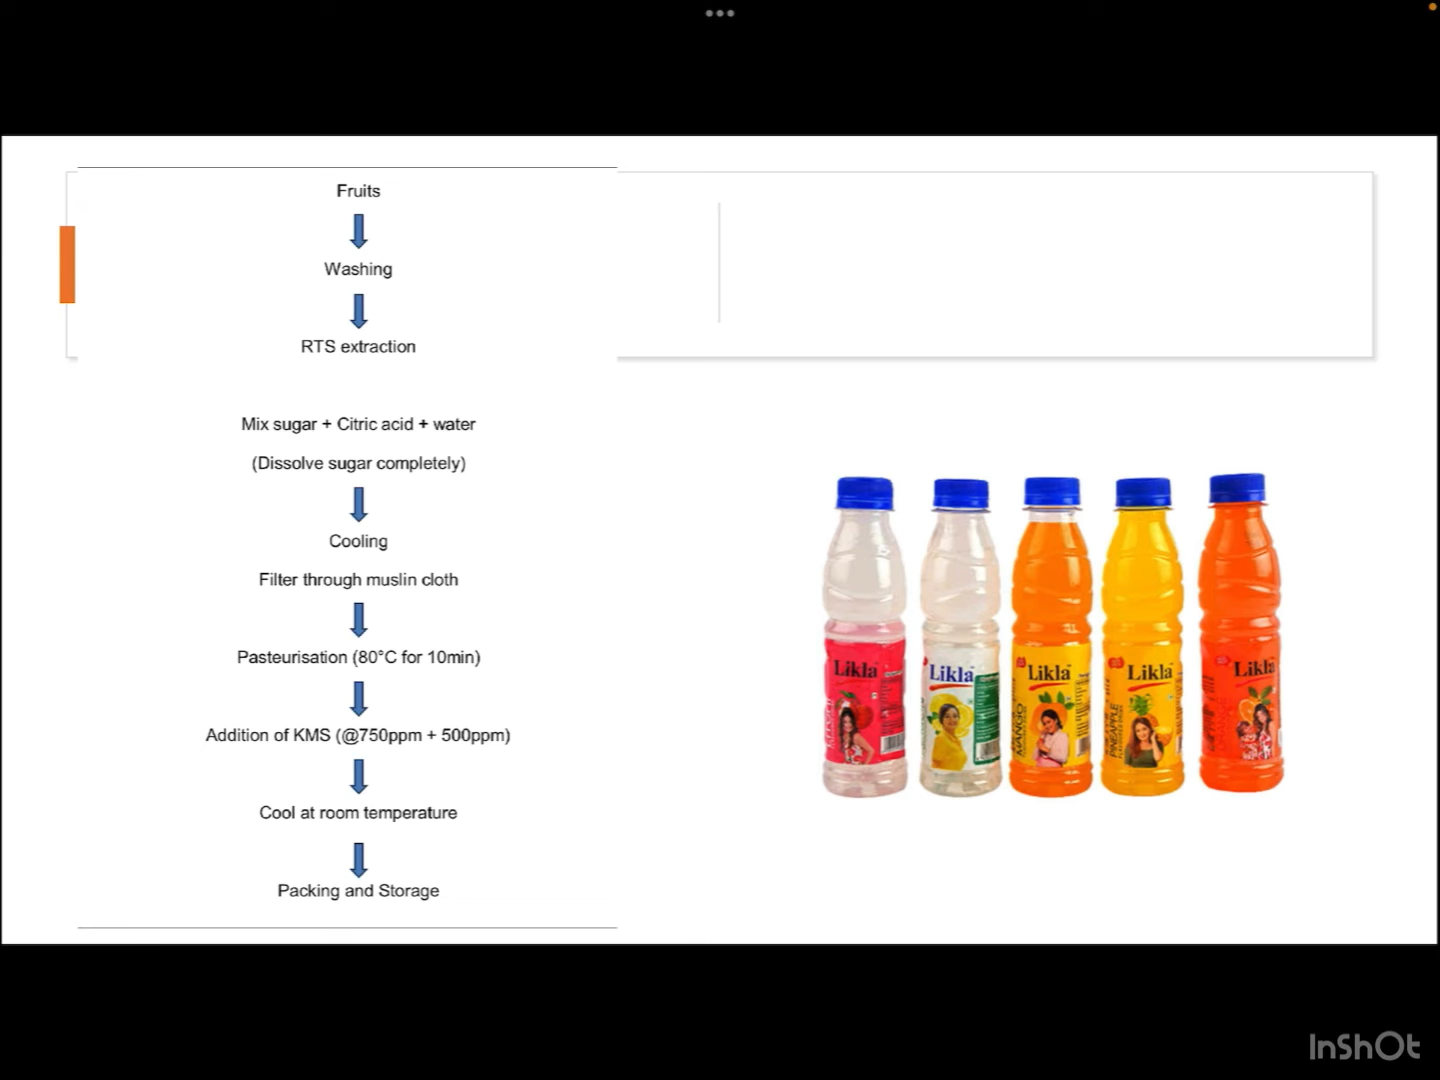 Fruits
Washing
RTS extraction
Mix sugar + Citric acid + water
(Dissolve sugar completely)
Cooling
Filter through muslin cloth
Pasteurisation (80°C for 10min)
Addition of KMS (@750ppm + 500ppm)
Cool at room temperature
Packing and Storage
Likla
Likla
Likla
Likla
Likla
MANGO
PINEAPPLE
InShOt